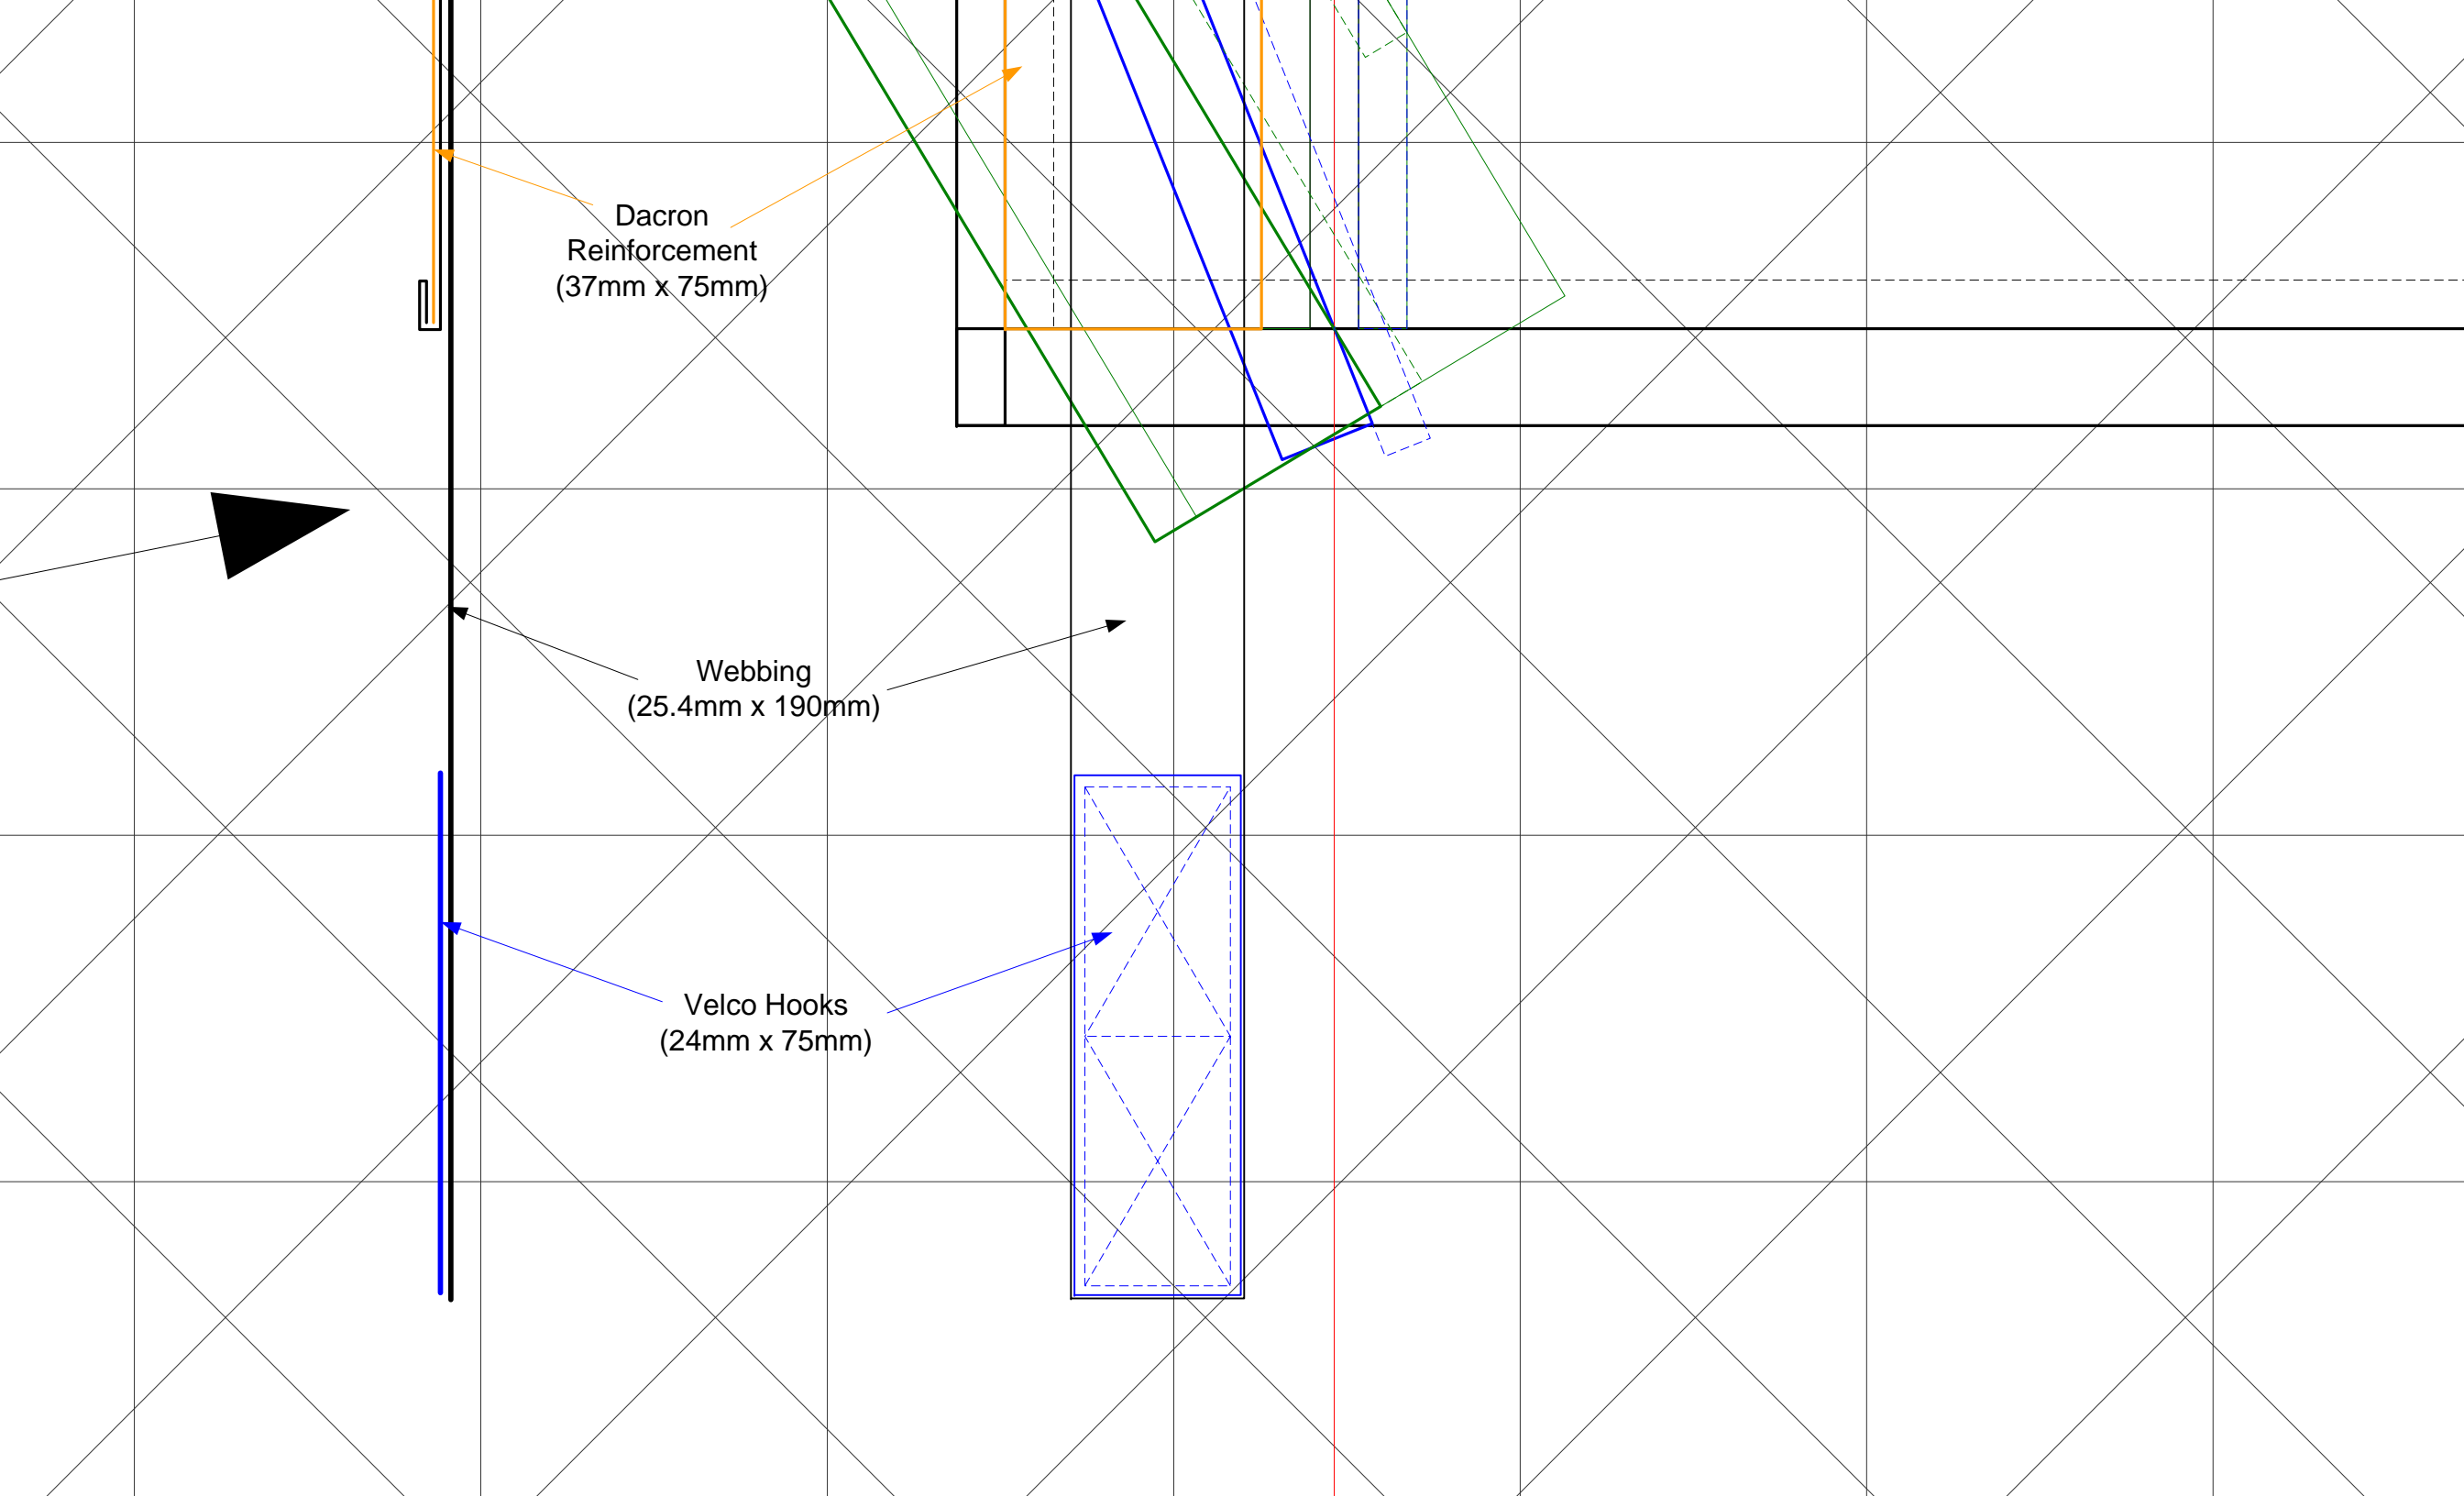 Dacron
Reinforcement
(37mm x 75mm)
Webbing
(25.4mm x 190mm)
Velco Hooks
(24mm x 75mm)